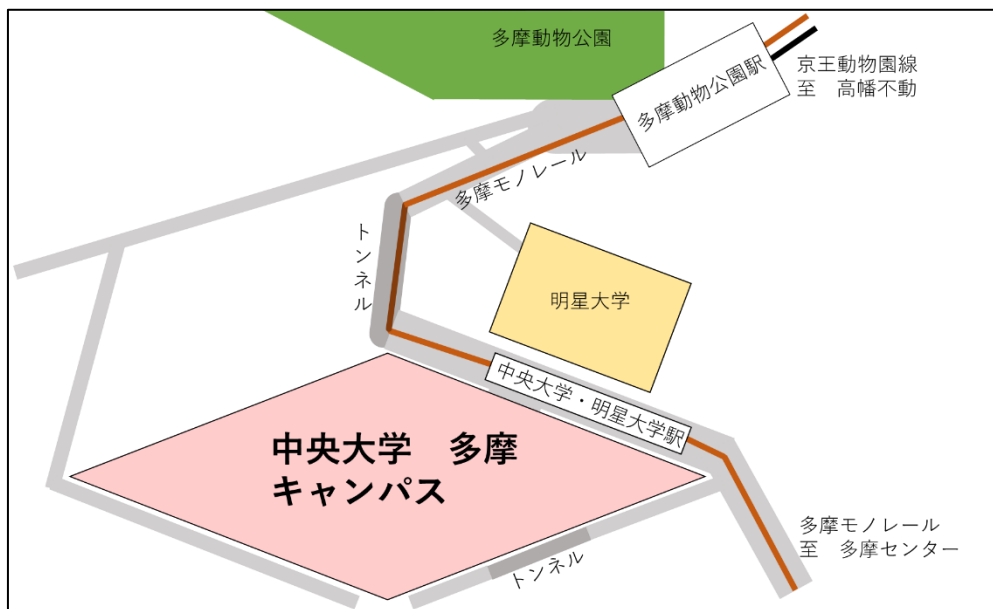 多摩動物公園
多摩動物公園駅
京王動物園線
至　高幡不動
多摩モノレール
トンネル
明星大学
中央大学・明星大学駅
中央大学　多摩
キャンパス
多摩モノレール
至　多摩センター
トンネル